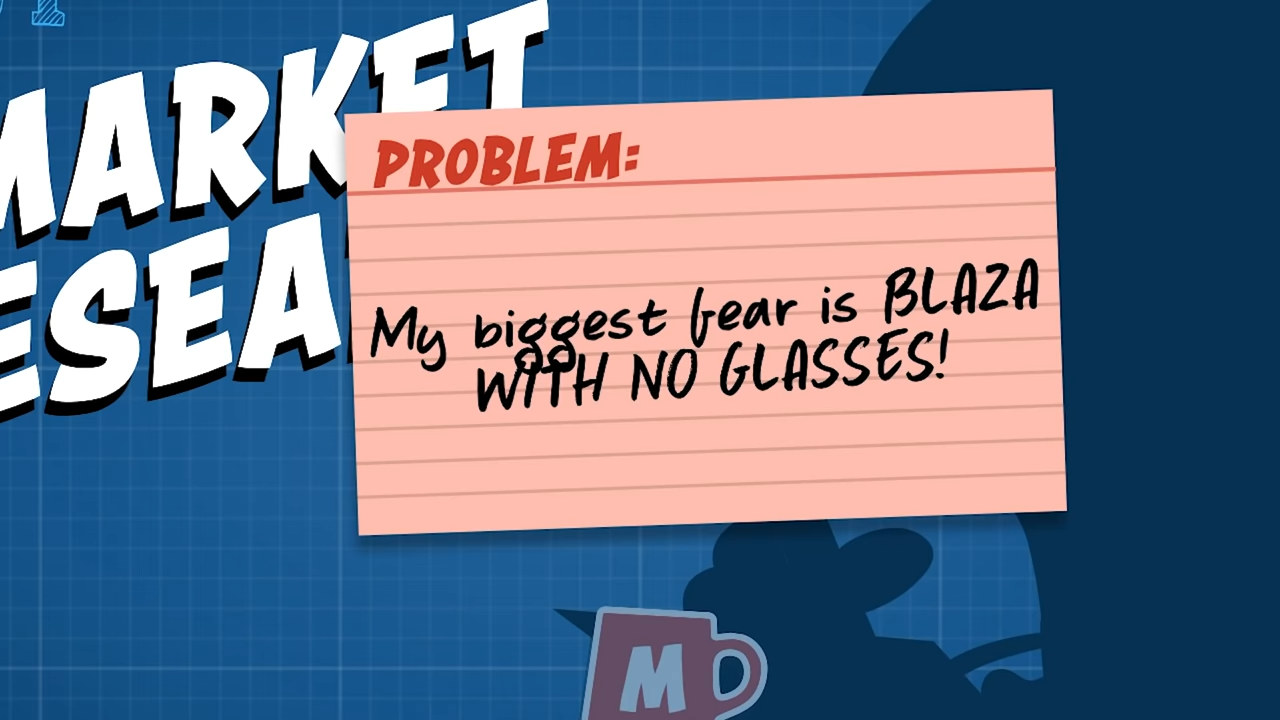 MARKET
ESEA
PROBLEM:
My biggest fear is BLAZA
WITH NO GLASSES!
M